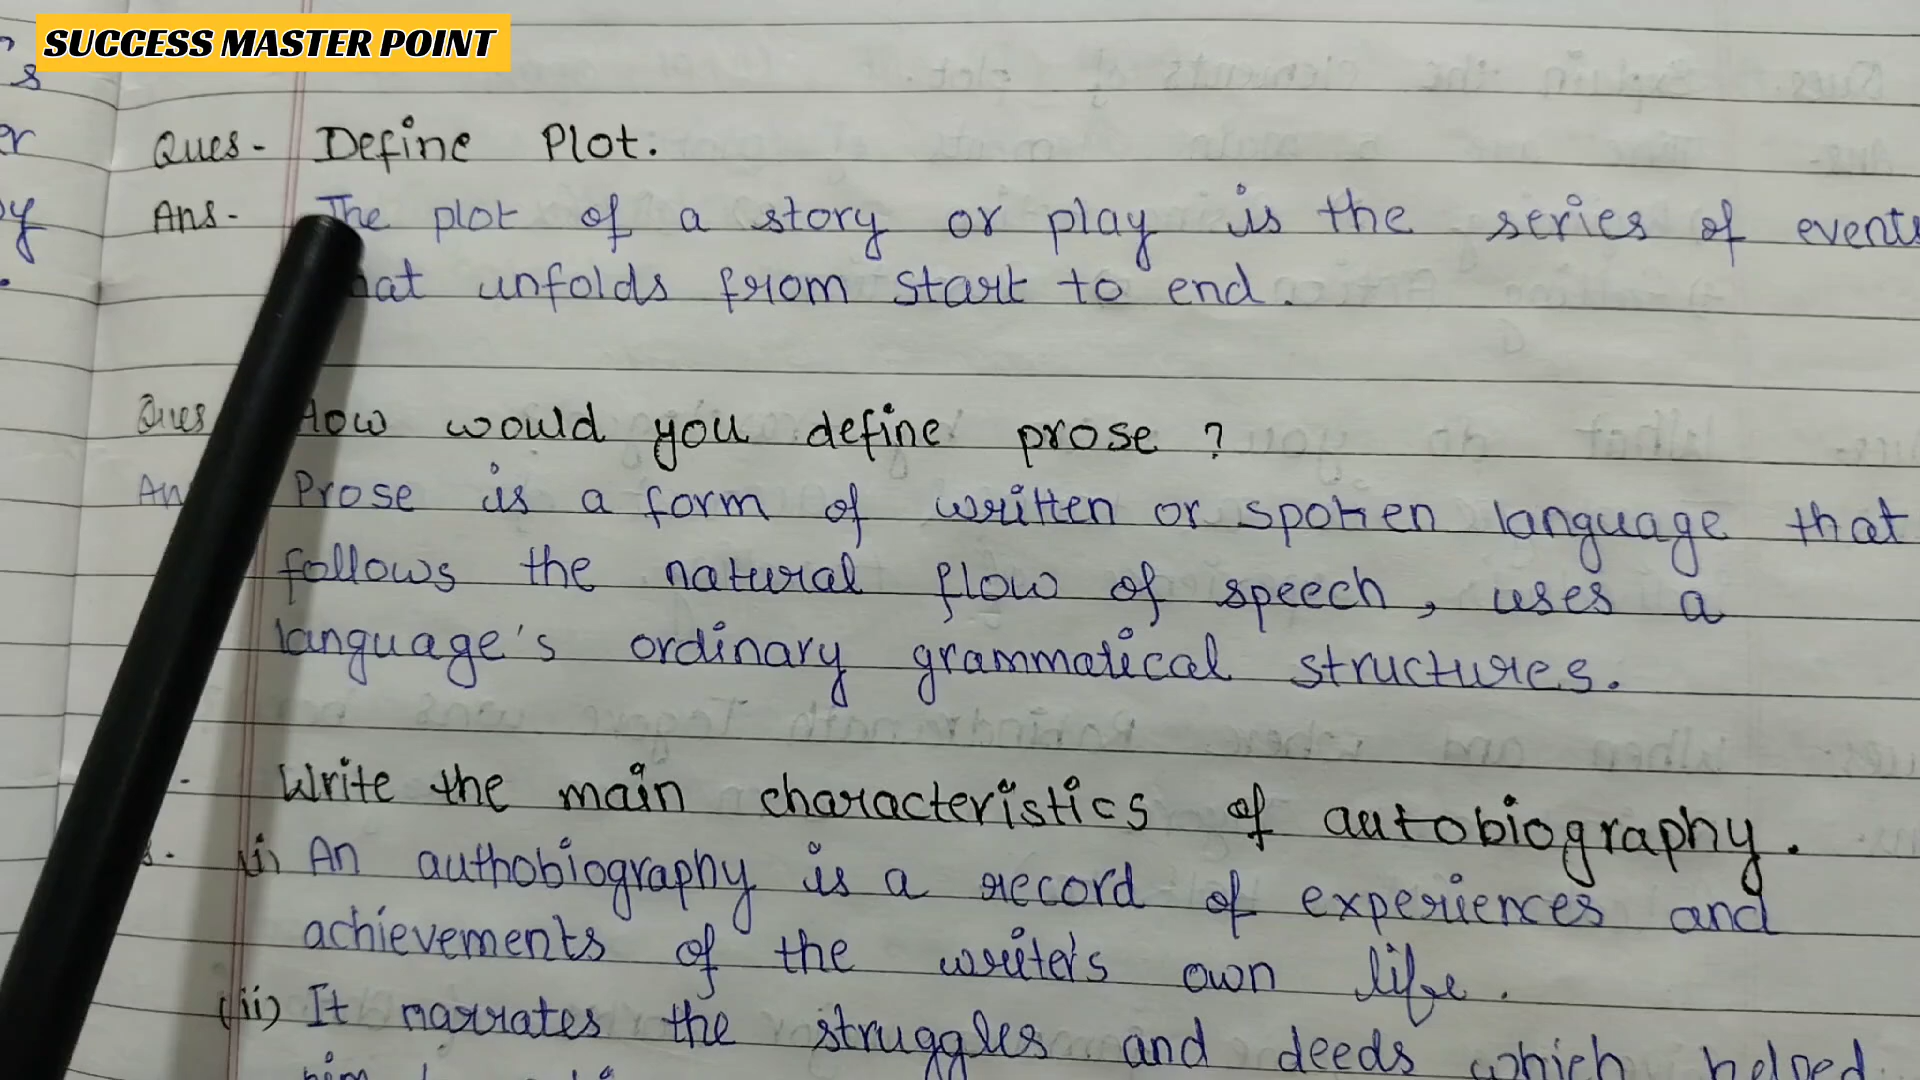 SUCCESS MASTER POINT
Ques- Define Plot.
Ans- The plot of a story or play is the series of events
hat unfolds from start to end.
Ques How would you define prose ?
An Prose is a form of written or spoken language that
follows the natural flow of speech, uses a
language's ordinary grammatical structures.
Write the main characteristics of autobiography.
(i) An authobiography is a record of experiences and
achievements of the writer's own life.
(ii) It narrates the struggles and deeds which helped